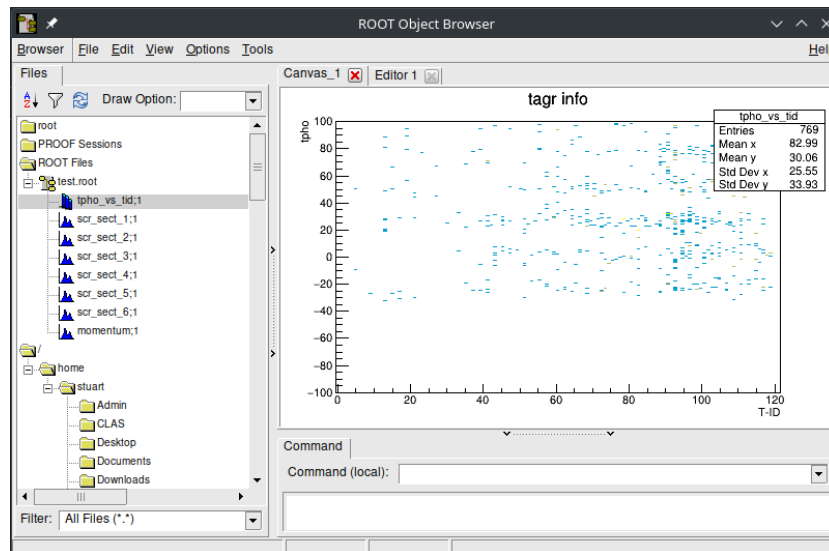 ROOT Object Browser
Browser File Edit View Options Tools Hel
Files
Draw Option:
root
PROOF Sessions
ROOT Files
test.root
tpho_vs_tid;1
scr_sect_1;1
scr_sect_2;1
scr_sect_3;1
scr_sect_4;1
scr_sect_5;1
scr_sect_6;1
momentum;1
/
home
stuart
Admin
CLAS
Desktop
Documents
Downloads
Filter: All Files (*.*)
Canvas_1 Editor 1
tagr info
tpho
100
80
60
40
20
0
−20
−40
−60
−80
−100
0 20 40 60 80 100 120
T-ID
tpho_vs_tid
Entries 769
Mean x 82.99
Mean y 30.06
Std Dev x 25.55
Std Dev y 33.93
Command
Command (local):